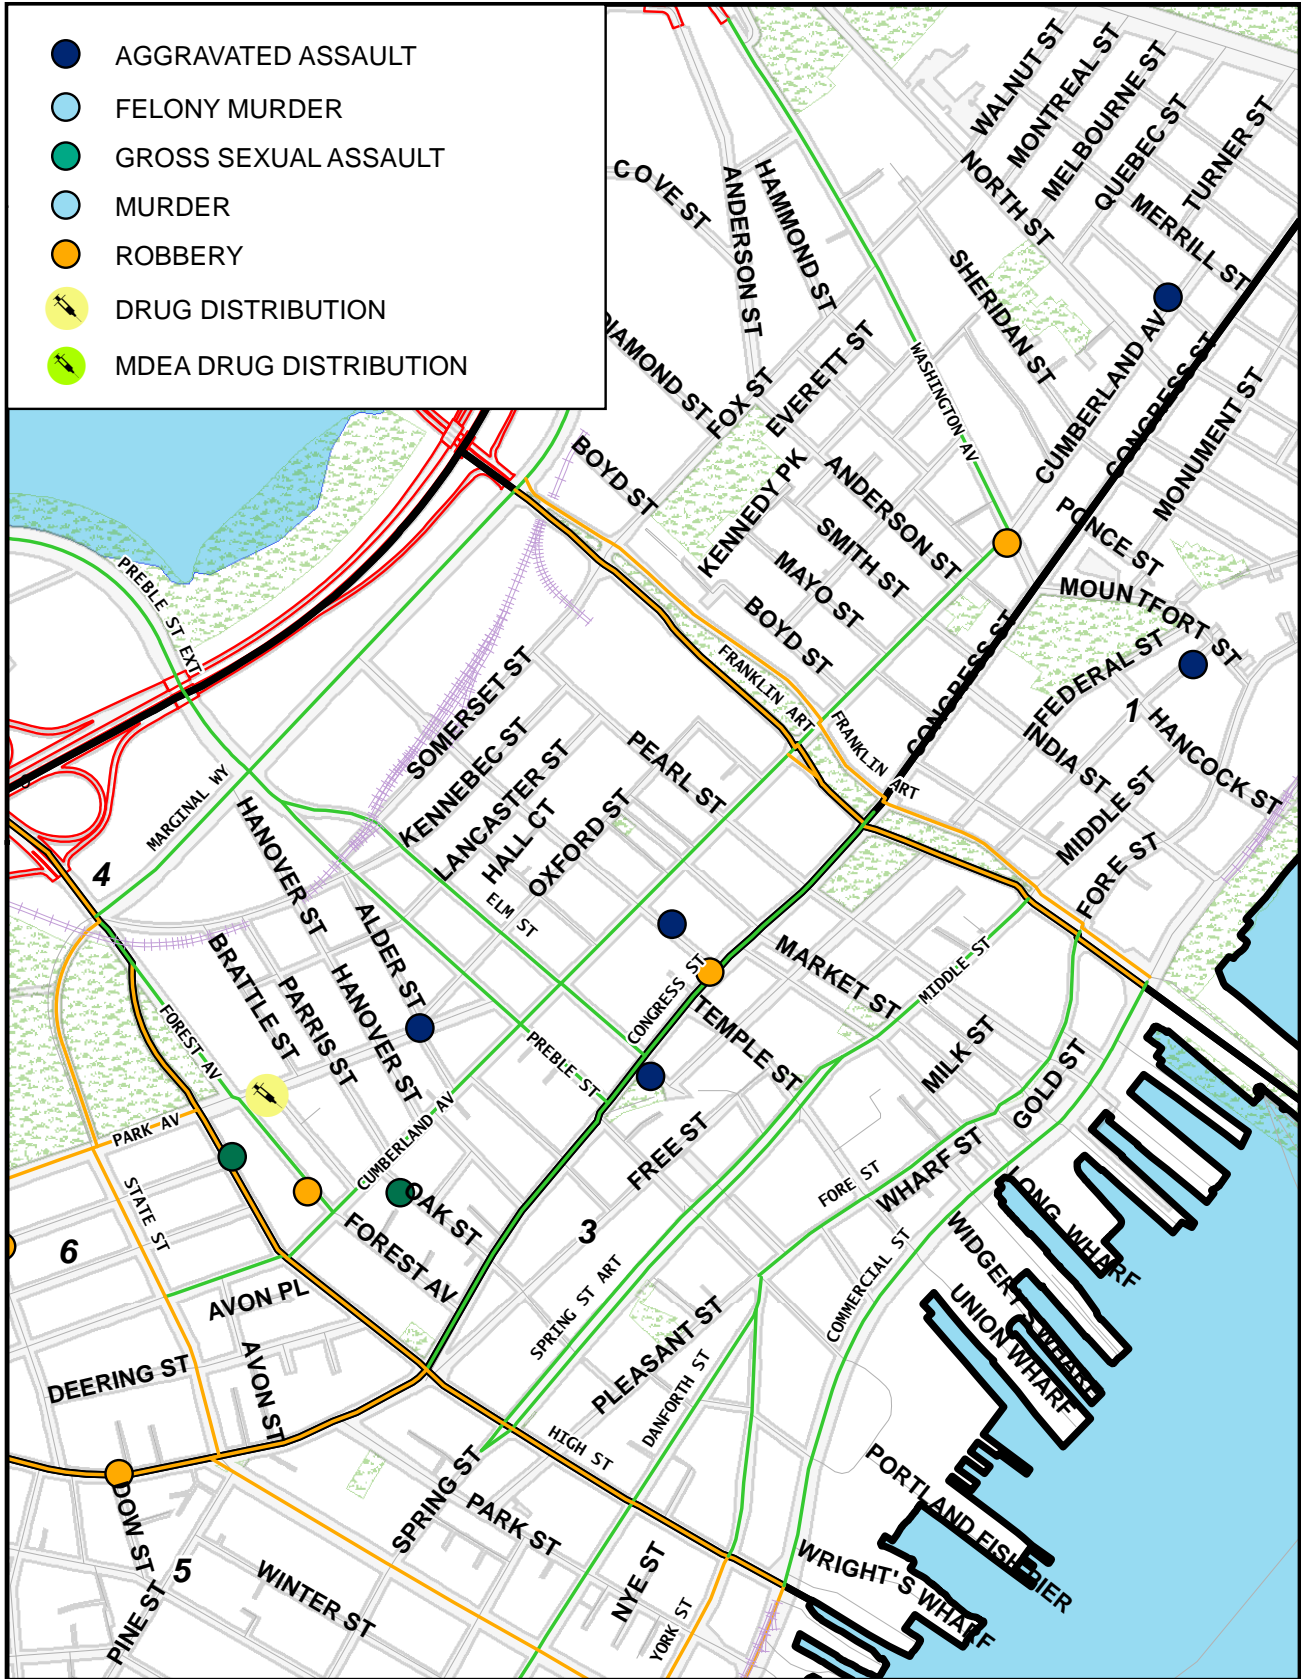 AGGRAVATED ASSAULT
FELONY MURDER
GROSS SEXUAL ASSAULT
MURDER
ROBBERY
DRUG DISTRIBUTION
MDEA DRUG DISTRIBUTION
WALNUT ST
MONTREAL ST
MELBOURNE ST
QUEBEC ST
TURNER ST
NORTH ST
MERRILL ST
COVE ST
ANDERSON ST
HAMMOND ST
SHERIDAN ST
DIAMOND ST
FOX ST
EVERETT ST
WASHINGTON AV
CUMBERLAND AV
CONGRESS ST
MONUMENT ST
BOYD ST
KENNEDY PK
ANDERSON ST
SMITH ST
MAYO ST
BOYD ST
PONCE ST
MOUNTFORT ST
PREBLE ST EXT
FEDERAL ST
1
HANCOCK ST
INDIA ST
MIDDLE ST
FORE ST
CONGRESS ST
FRANKLIN ART
FRANKLIN ART
SOMERSET ST
KENNEBEC ST
LANCASTER ST
HALL CT
OXFORD ST
PEARL ST
MARGINAL WY
HANOVER ST
4
ELM ST
ALDER ST
BRATTLE ST
PARRIS ST
HANOVER ST
FOREST AV
PREBLE ST
CONGRESS ST
MARKET ST
MIDDLE ST
TEMPLE ST
MILK ST
GOLD ST
PARK AV
CUMBERLAND AV
FREE ST
FORE ST
WHARF ST
STATE ST
OAK ST
FOREST AV
3
6
LONG WHARF
WIDGERY'S WHARF
UNION WHARF
COMMERCIAL ST
SPRING ST ART
AVON PL
AVON ST
DEERING ST
PLEASANT ST
DANFORTH ST
HIGH ST
SPRING ST
PARK ST
PORTLAND FISH PIER
DOW ST
5
PINE ST
WINTER ST
NYE ST
YORK ST
WRIGHT'S WHARF